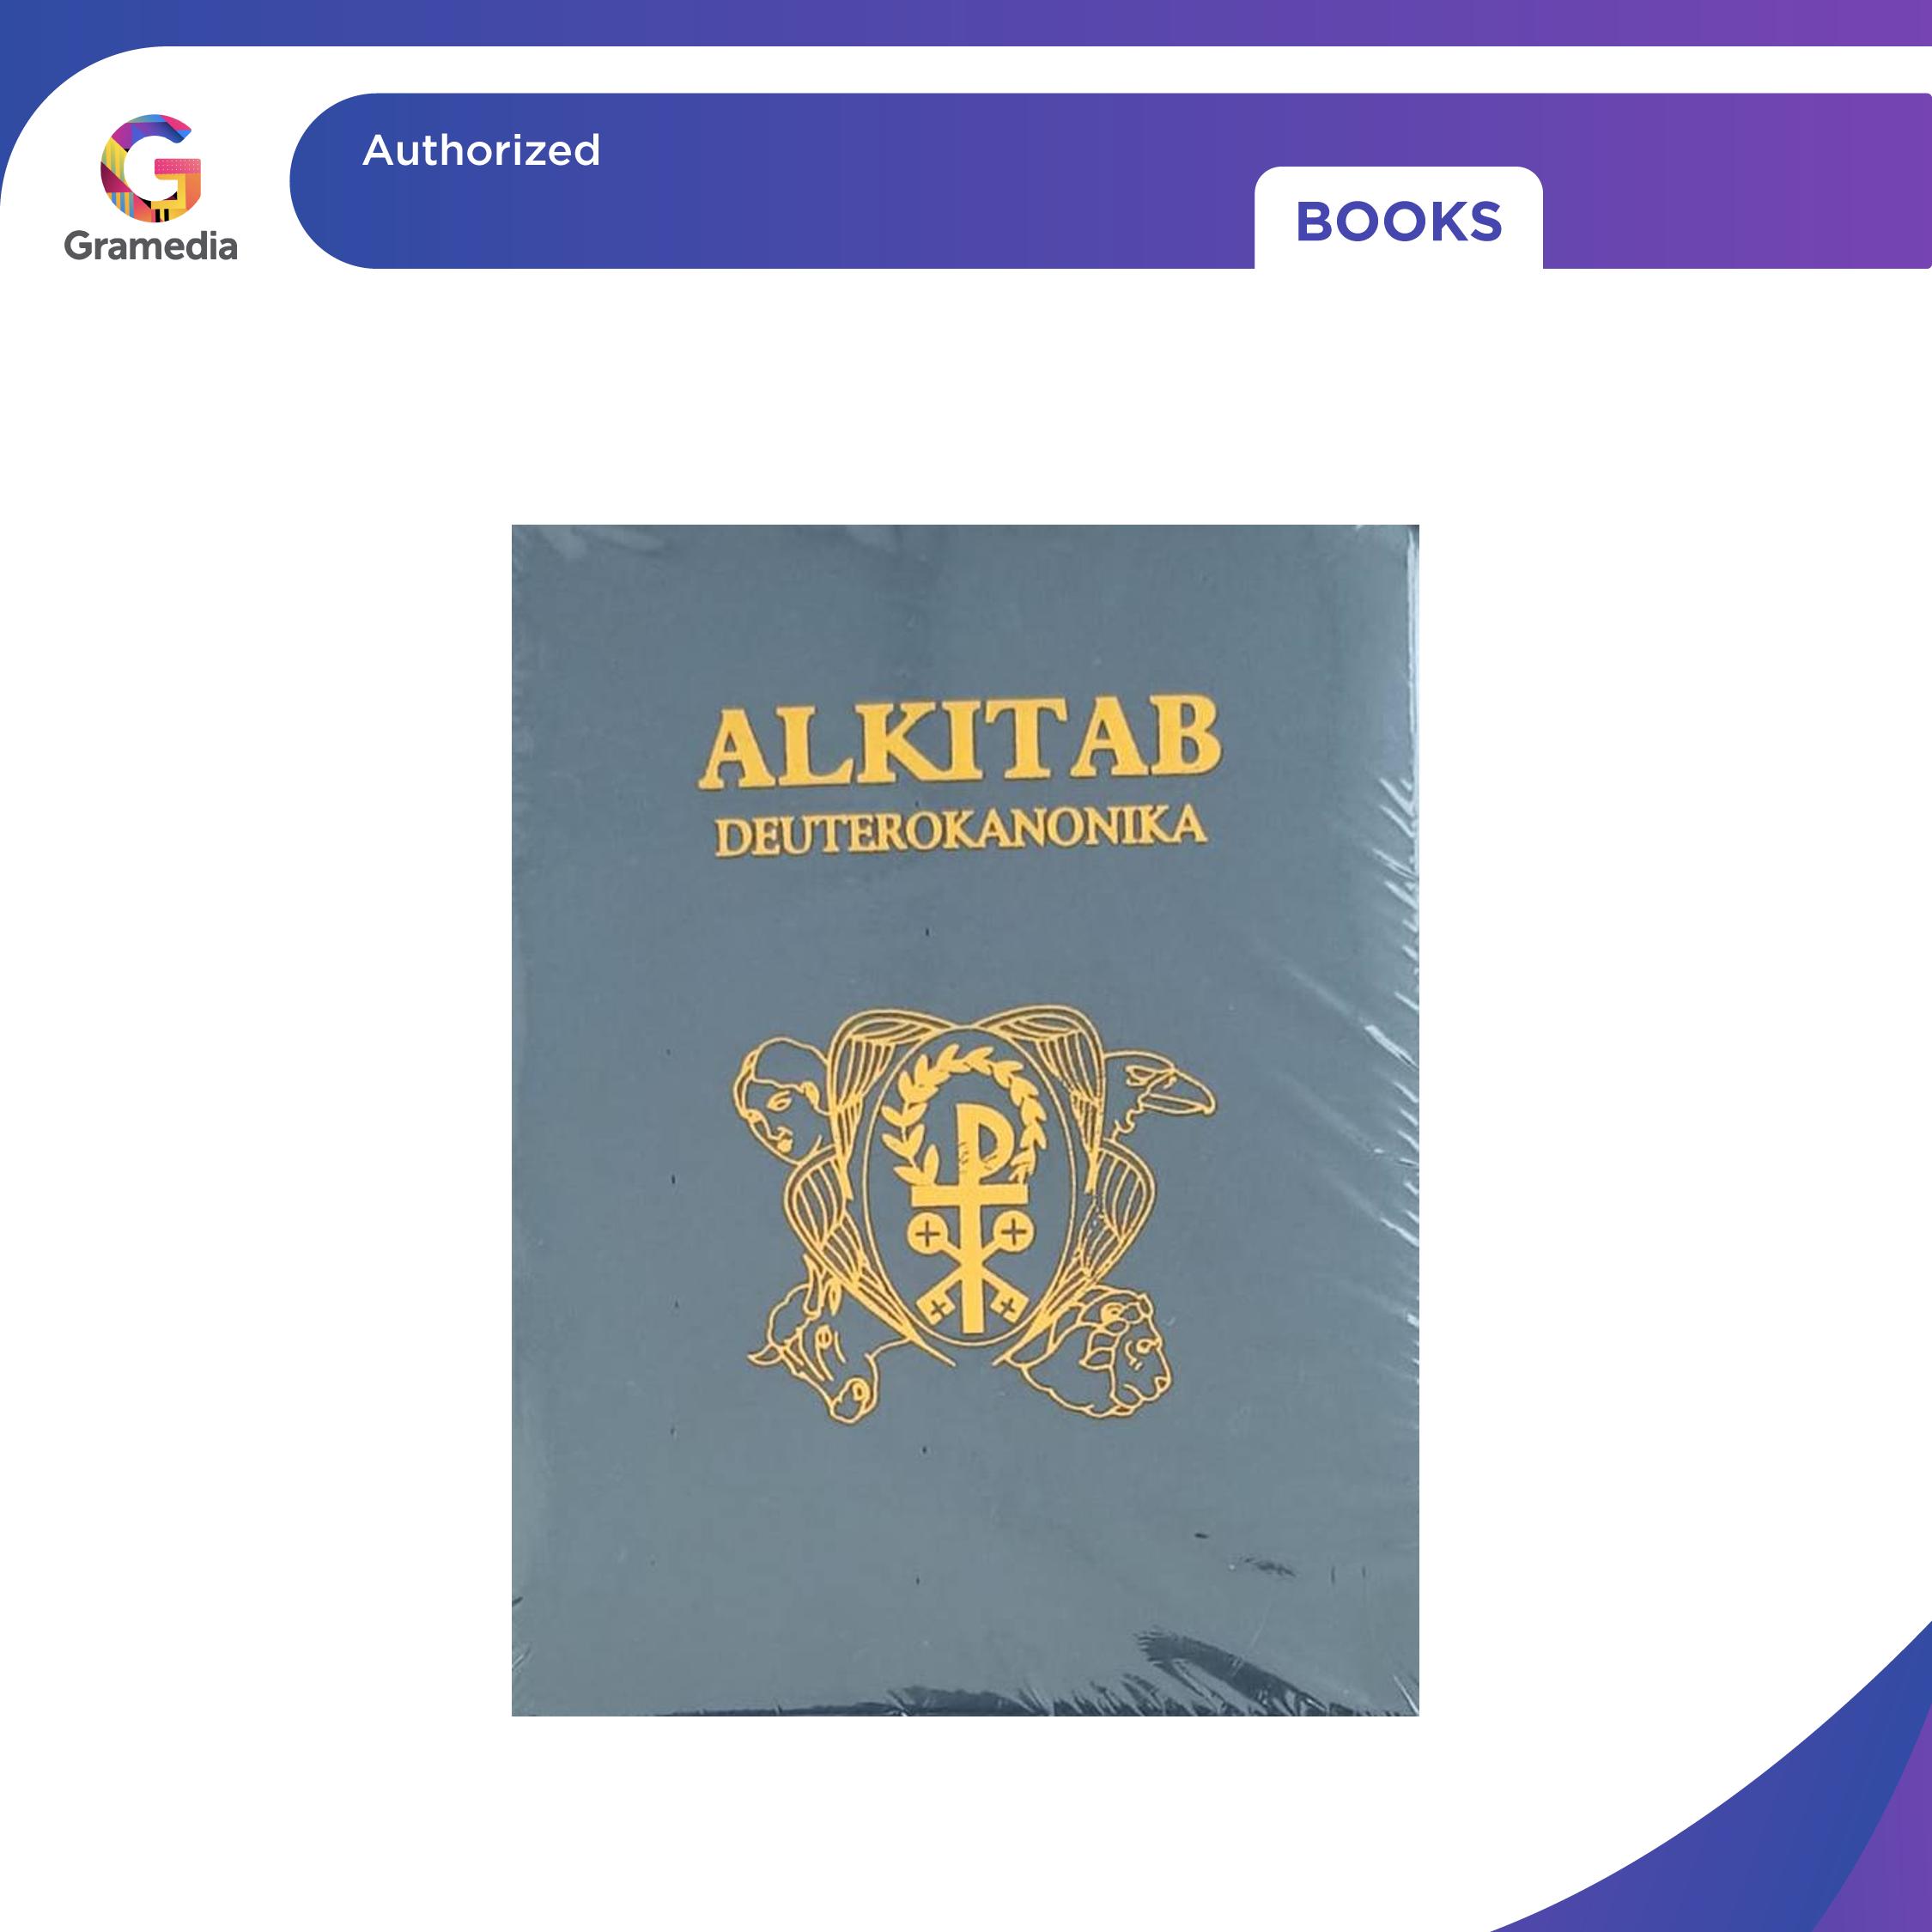 Gramedia
Authorized
BOOKS
ALKITAB
DEUTEROKANONIKA